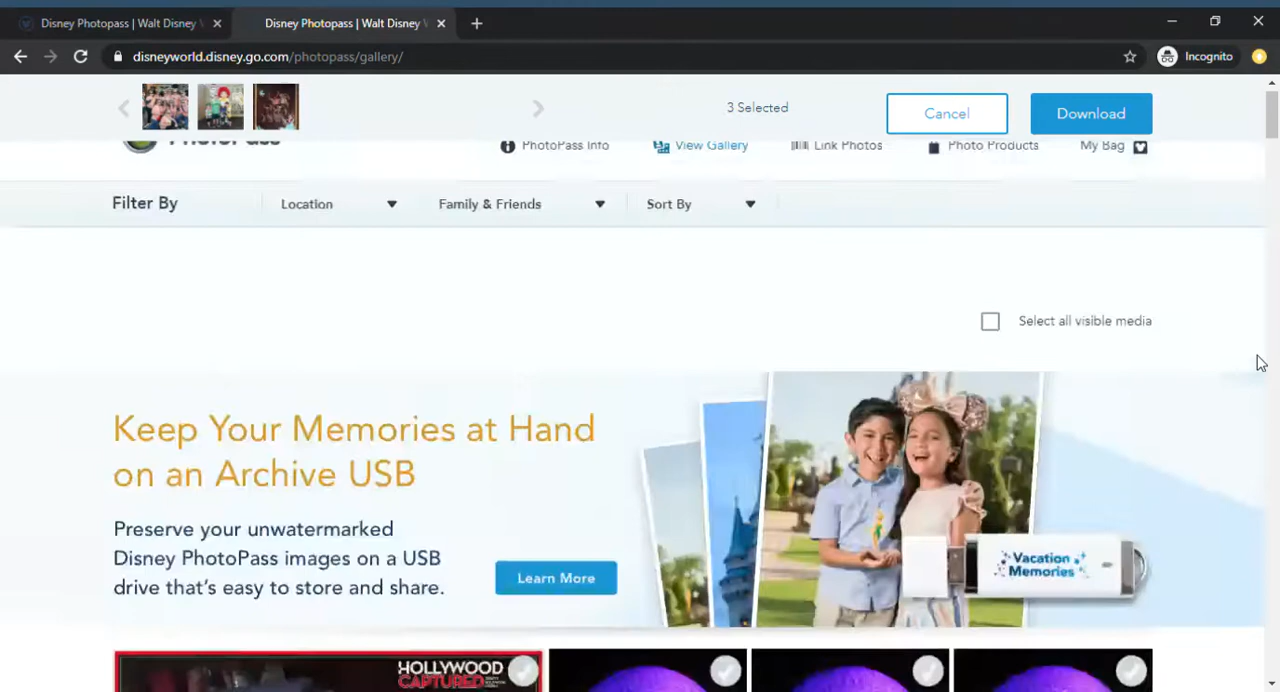 Disney Photopass | Walt Disney
Disney Photopass | Walt Disney
disneyworld.disney.go.com/photopass/gallery/
Incognito
3 Selected
Cancel
Download
PhotoPass
PhotoPass Info
View Gallery
Link Photos
Photo Products
My Bag
Filter By
Location
Family & Friends
Sort By
Select all visible media
Keep Your Memories at Hand
on an Archive USB
Preserve your unwatermarked
Disney PhotoPass images on a USB
drive that's easy to store and share.
Learn More
Vacation
Memories
HOLLYWOOD
CAPTURED